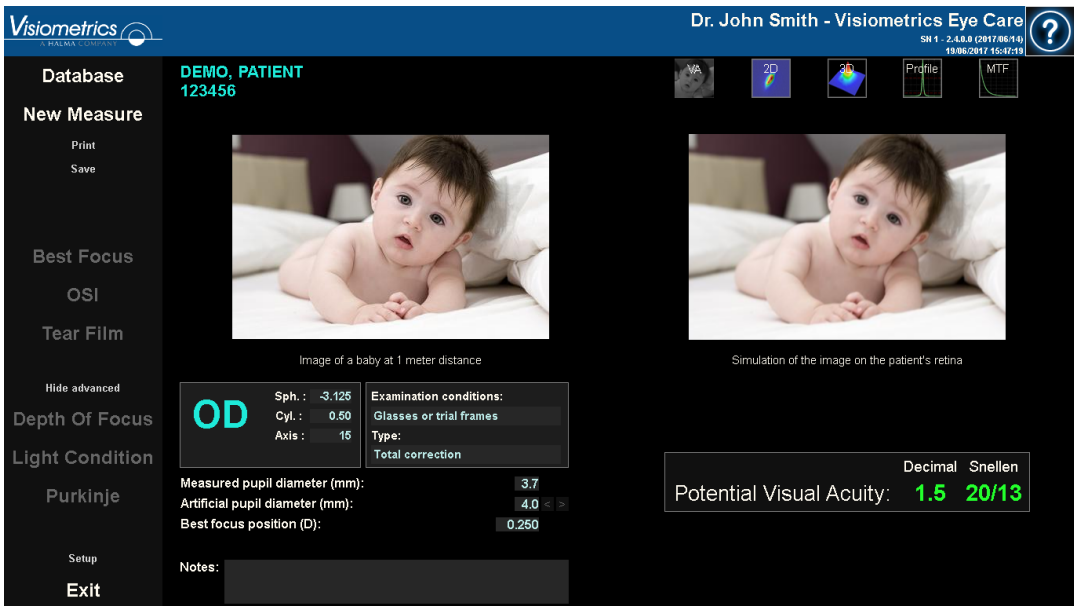 Visiometrics
A HALMA COMPANY
Dr. John Smith - Visiometrics Eye Care
SN 1 - 2.4.0.0 (2017/06/14)
19/06/2017 15:47:19
?
Database
New Measure
Print
Save
Best Focus
OSI
Tear Film
Hide advanced
Depth Of Focus
Light Condition
Purkinje
Setup
Exit
DEMO, PATIENT
123456
VA 2D 3D Profile MTF
Image of a baby at 1 meter distance
Simulation of the image on the patient's retina
OD
Sph. : -3.125
Cyl. : 0.50
Axis : 15
Examination conditions:
Glasses or trial frames
Type:
Total correction
Measured pupil diameter (mm): 3.7
Artificial pupil diameter (mm): 4.0 < >
Best focus position (D): 0.250
Notes:
Decimal Snellen
Potential Visual Acuity: 1.5 20/13